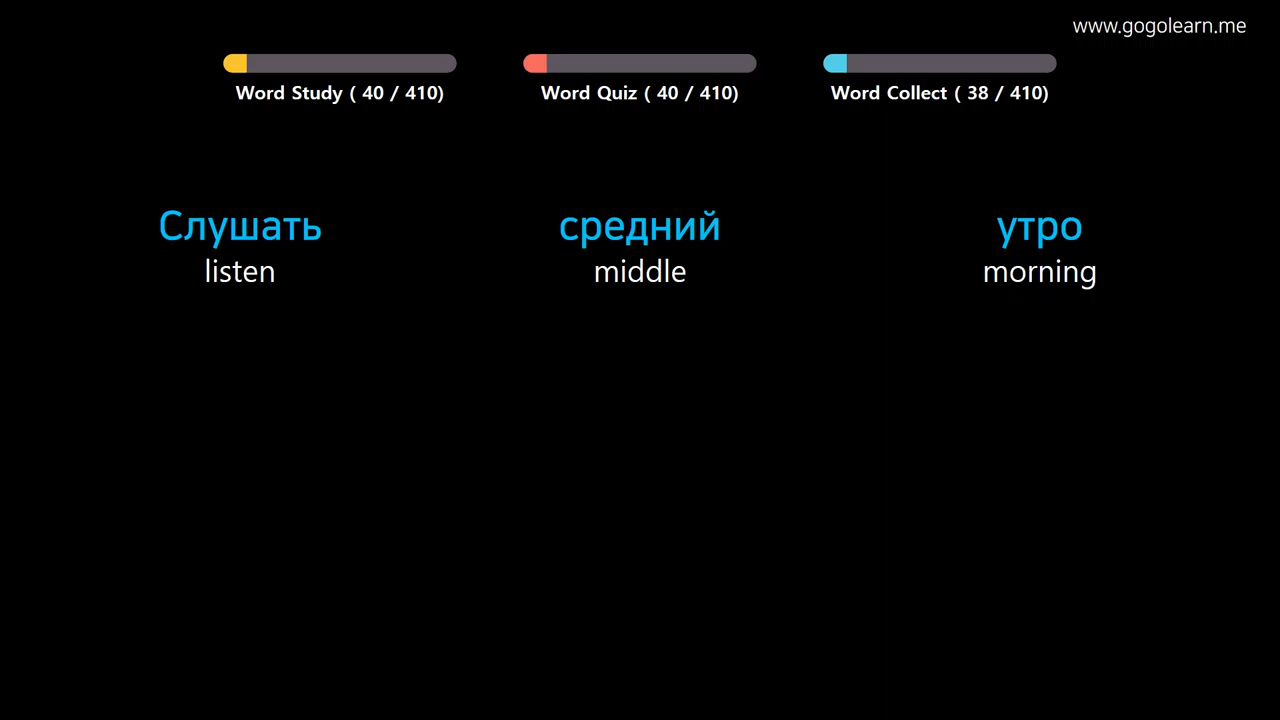 www.gogolearn.me
Word Study ( 40 / 410)
Word Quiz ( 40 / 410)
Word Collect ( 38 / 410)
Слушать
listen
средний
middle
утро
morning